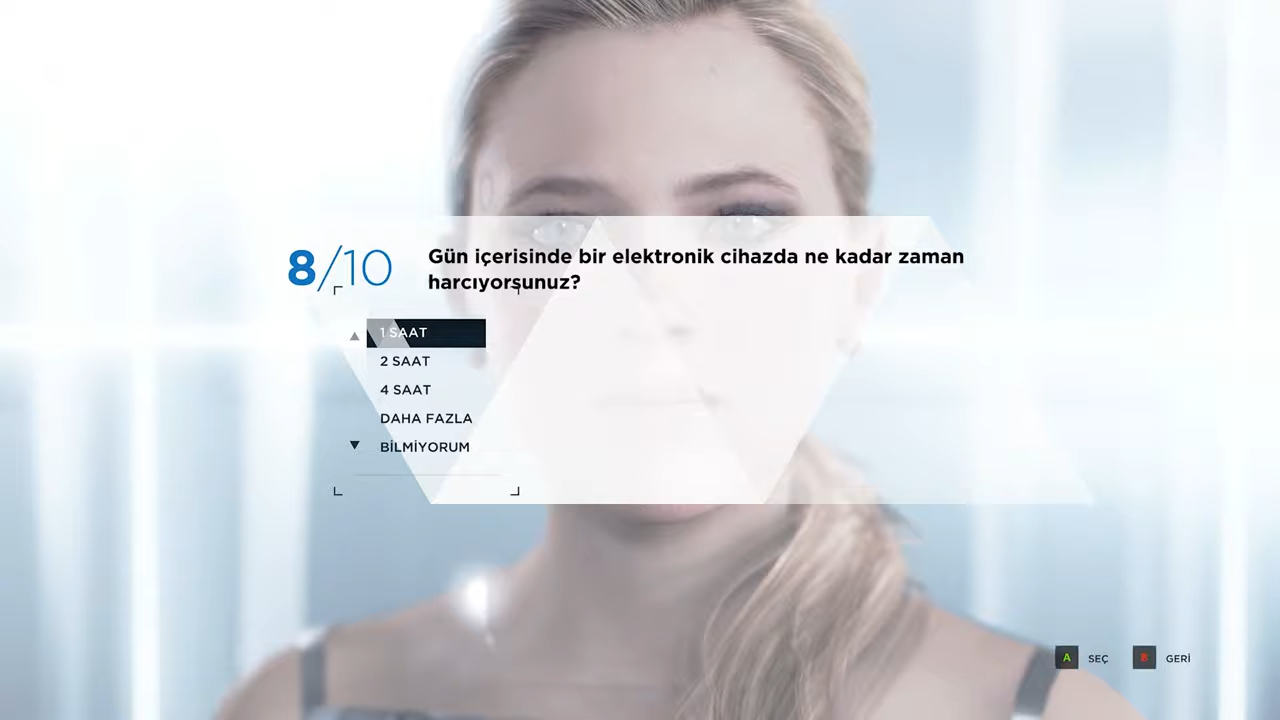 8/10
Gün içerisinde bir elektronik cihazda ne kadar zaman
harcıyorsunuz?
1 SAAT
2 SAAT
4 SAAT
DAHA FAZLA
BİLMİYORUM
A SEÇ B GERİ